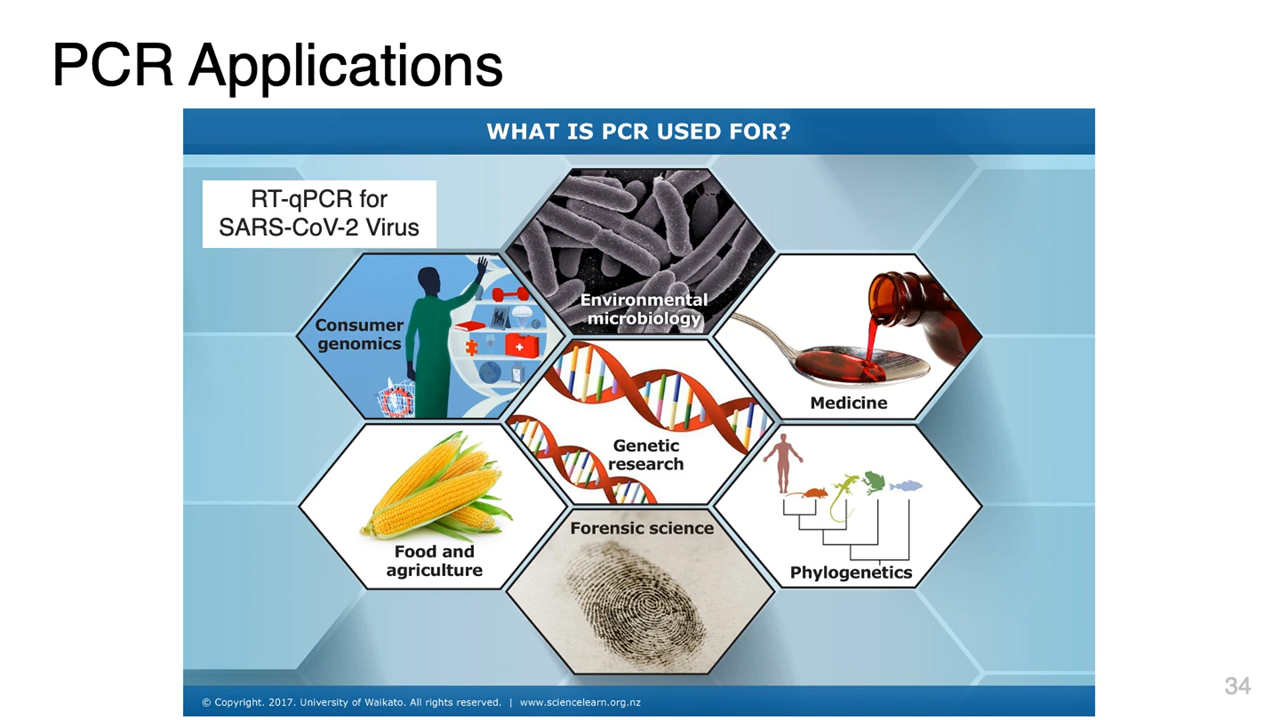 PCR Applications
WHAT IS PCR USED FOR?
RT-qPCR for
SARS-CoV-2 Virus
Environmental
microbiology
Consumer
genomics
Medicine
Genetic
research
Food and
agriculture
Forensic science
Phylogenetics
© Copyright. 2017. University of Waikato. All rights reserved. | www.sciencelearn.org.nz
34